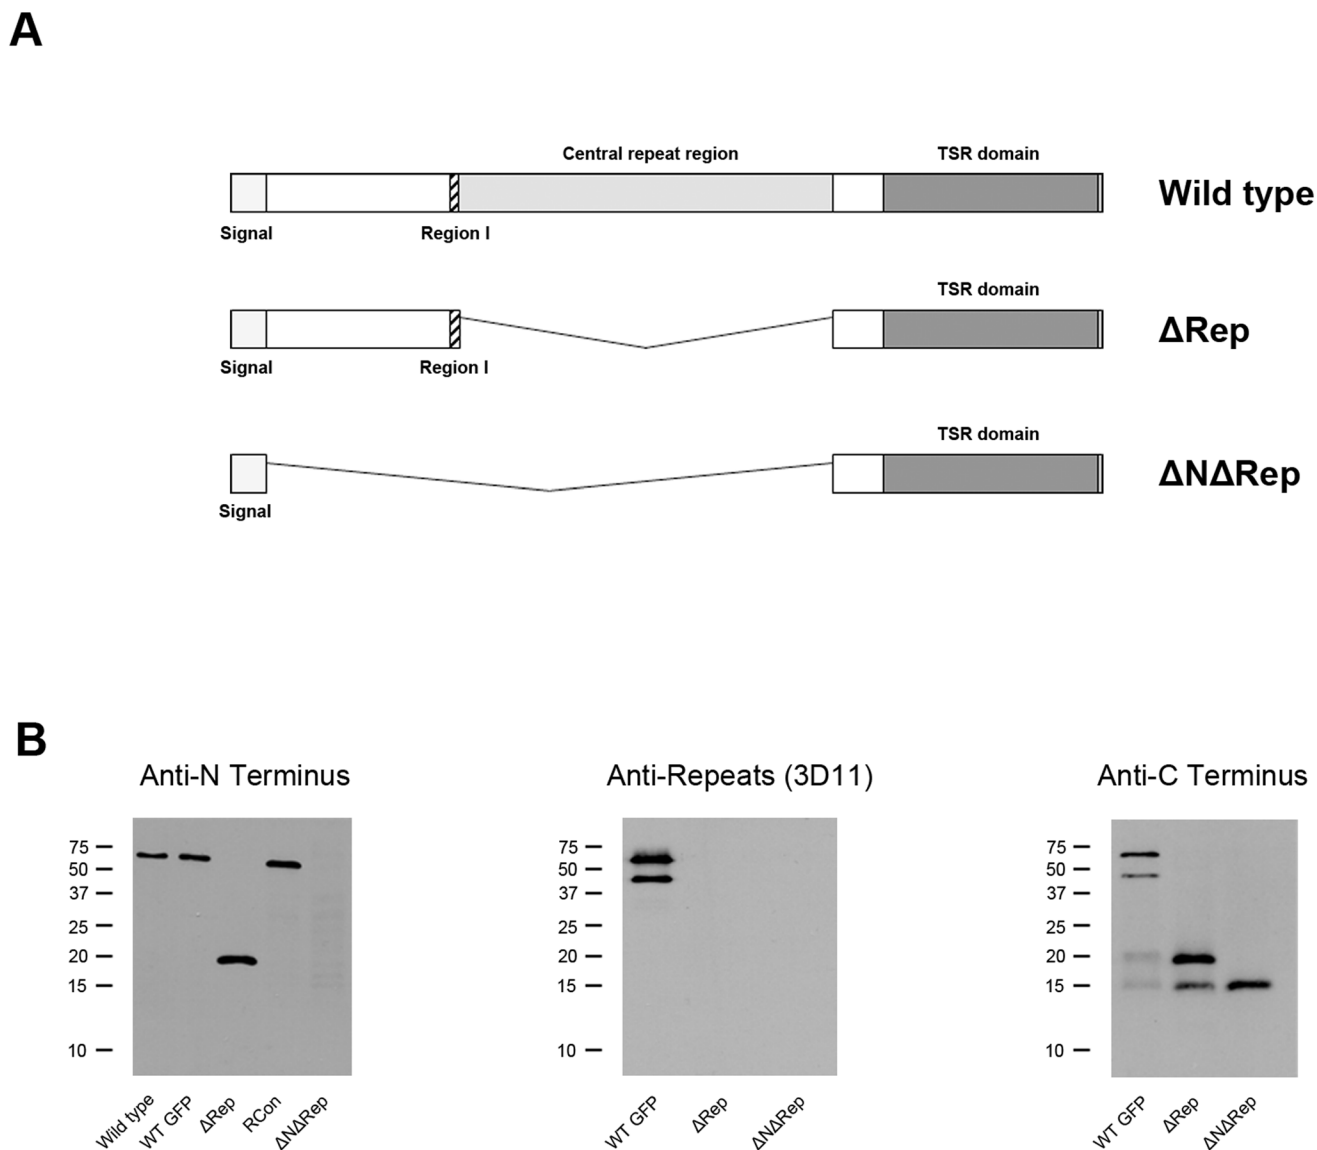 A
Central repeat region
TSR domain
Wild type
Signal
Region I
TSR domain
ΔRep
Signal
Region I
TSR domain
ΔNΔRep
Signal
B
Anti-N Terminus
75
50
37
25
20
15
10
Wild type
WT GFP
ΔRep
RCon
ΔNΔRep
Anti-Repeats (3D11)
75
50
37
25
20
15
10
WT GFP
ΔRep
ΔNΔRep
Anti-C Terminus
75
50
37
25
20
15
10
WT GFP
ΔRep
ΔNΔRep